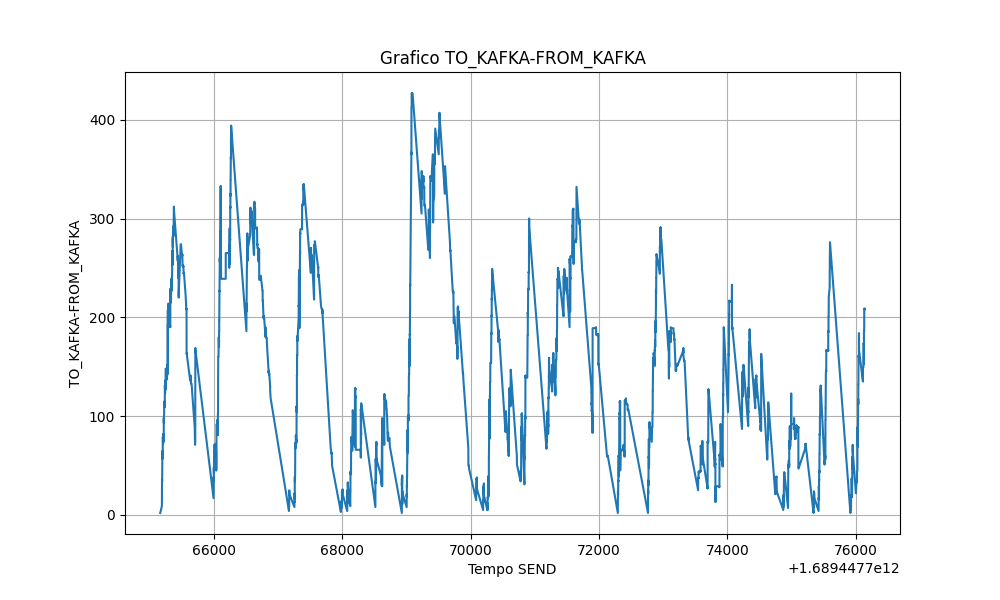 Grafico TO_KAFKA-FROM_KAFKA
TO_KAFKA-FROM_KAFKA
400
300
200
100
0
66000 68000 70000 72000 74000 76000
Tempo SEND
+1.6894477e12